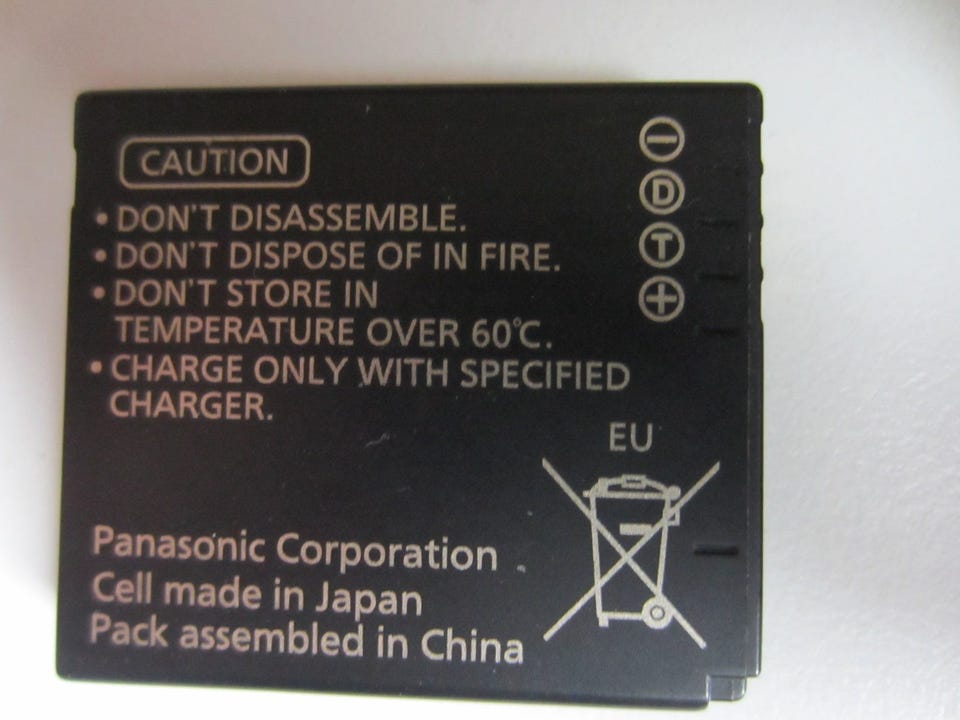 CAUTION
• DON'T DISASSEMBLE.
• DON'T DISPOSE OF IN FIRE.
• DON'T STORE IN
TEMPERATURE OVER 60℃.
• CHARGE ONLY WITH SPECIFIED
CHARGER.
−
D
T
+
EU
Panasonic Corporation
Cell made in Japan
Pack assembled in China